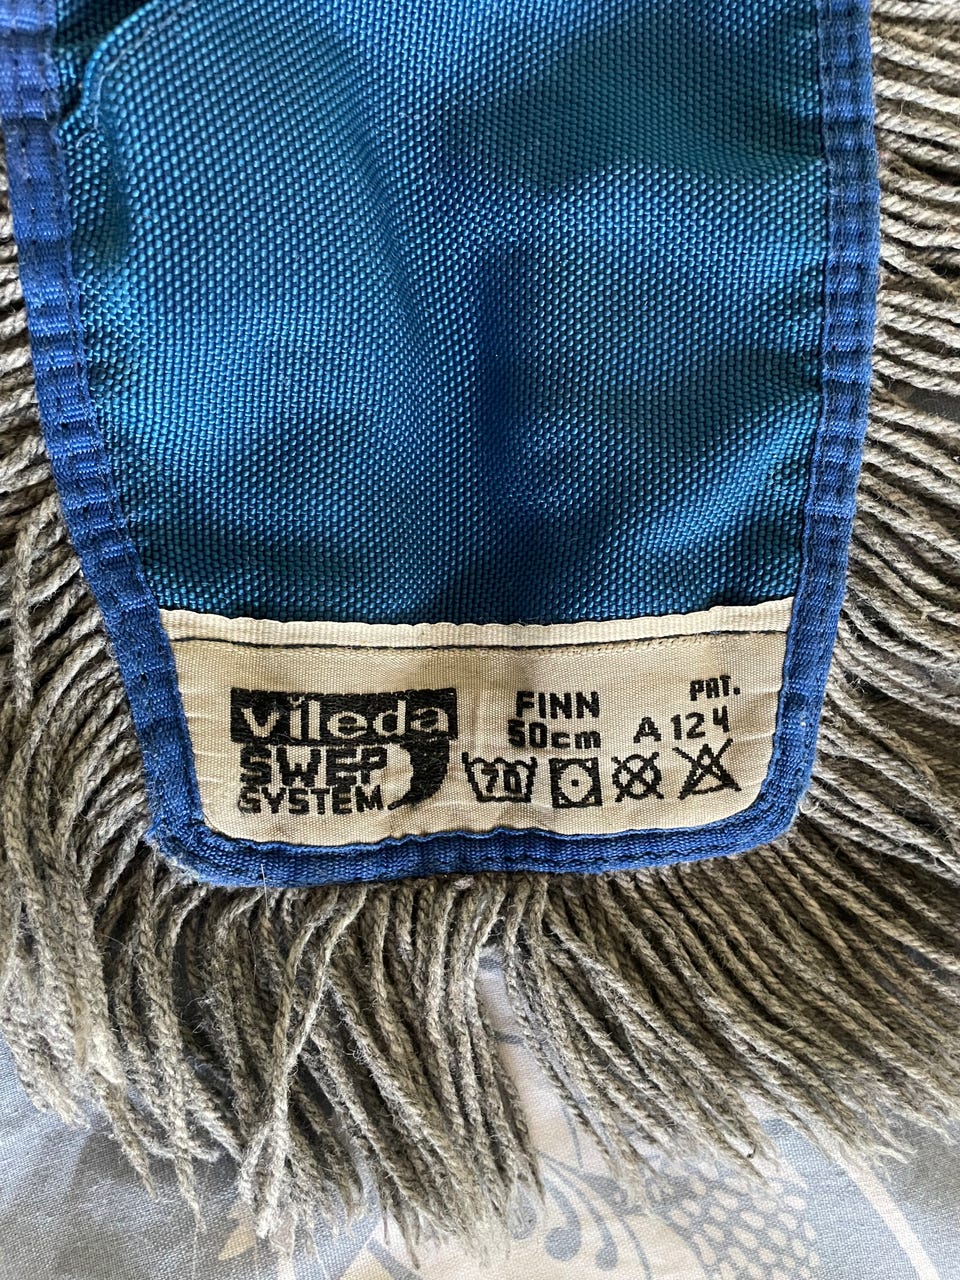 vileda
SWEP
SYSTEM
FINN
50cm
PAT.
A 124
70